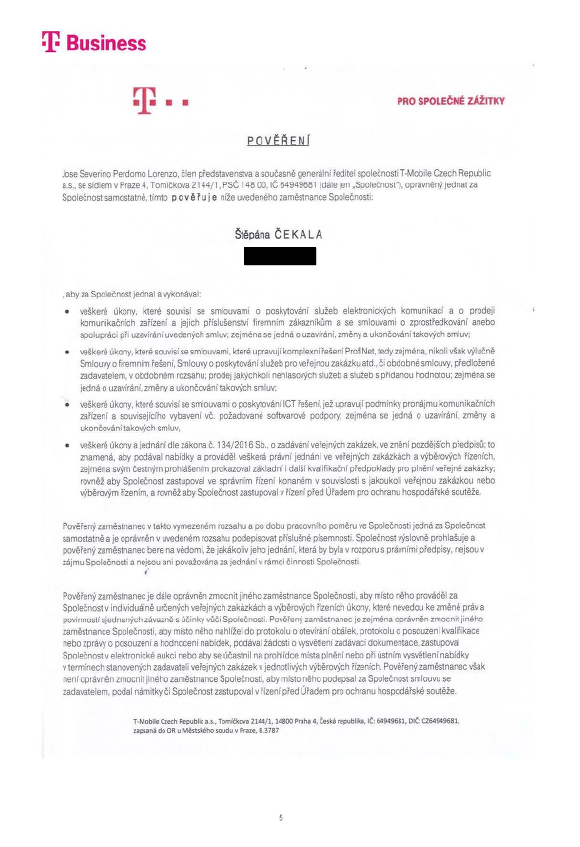 T Business
T
PRO SPOLEČNÉ ZÁŽITKY
POVĚŘENÍ
Jose Severino Perdomo Lorenzo, člen představenstva a současně generální ředitel společnosti T-Mobile Czech Republic
a.s., se sídlem v Praze 4, Tomíčkova 2144/1, PSČ 148 00, IČ 64949681 (dále jen „Společnost"), oprávněný jednat za
Společnost samostatně, tímto pověřuje níže uvedeného zaměstnance Společnosti:
Štěpána ČEKALA
, aby za Společnost jednal a vykonával:
• veškeré úkony, které souvisí se smlouvami o poskytování služeb elektronických komunikací a o prodeji
komunikačních zařízení a jejich příslušenství firemním zákazníkům a se smlouvami o zprostředkování anebo
spolupráci při uzavírání uvedených smluv; zejména se jedná o uzavírání, změny a ukončování takových smluv;
• veškeré úkony, které souvisí se smlouvami, které upravují komplexní řešení ProfiNet, tedy zejména, nikoli však výlučně
Smlouvy o firemním řešení, Smlouvy o poskytování služeb pro veřejnou zakázku atd., či obdobné smlouvy, předložené
zadavatelem, v obdobném rozsahu; prodej jakýchkoli nehlasových služeb a služeb s přidanou hodnotou; zejména se
jedná o uzavírání, změny a ukončování takových smluv;
• veškeré úkony, které souvisí se smlouvami o poskytování ICT řešení, jež upravují podmínky pronájmu komunikačních
zařízení a souvisejícího vybavení vč. požadované softwarové podpory, zejména se jedná o uzavírání, změny a
ukončování takových smluv,
• veškeré úkony a jednání dle zákona č. 134/2016 Sb., o zadávání veřejných zakázek, ve znění pozdějších předpisů; to
znamená, aby podával nabídky a prováděl veškerá právní jednání ve veřejných zakázkách a výběrových řízeních,
zejména svým čestným prohlášením prokazoval základní i další kvalifikační předpoklady pro plnění veřejné zakázky;
rovněž aby Společnost zastupoval ve správním řízení konaném v souvislosti s jakoukoli veřejnou zakázkou nebo
výběrovým řízením, a rovněž aby Společnost zastupoval v řízení před Úřadem pro ochranu hospodářské soutěže.
Pověřený zaměstnanec v takto vymezeném rozsahu a po dobu pracovního poměru ve Společnosti jedná za Společnost
samostatně a je oprávněn v uvedeném rozsahu podepisovat příslušné písemnosti. Společnost výslovně prohlašuje a
pověřený zaměstnanec bere na vědomí, že jakákoliv jeho jednání, která by byla v rozporu s právními předpisy, nejsou v
zájmu Společnosti a nejsou ani považována za jednání v rámci činnosti Společnosti.
Pověřený zaměstnanec je dále oprávněn zmocnit jiného zaměstnance Společnosti, aby místo něho prováděl za
Společnost v individuálně určených veřejných zakázkách a výběrových řízeních úkony, které nevedou ke změně práv a
povinností sjednaných závazně s účinky vůči Společnosti. Pověřený zaměstnanec je zejména oprávněn zmocnit jiného
zaměstnance Společnosti, aby místo něho nahlížel do protokolu o otevírání obálek, protokolu o posouzení kvalifikace
nebo zprávy o posouzení a hodnocení nabídek, podával žádosti o vysvětlení zadávací dokumentace, zastupoval
Společnost v elektronické aukci nebo aby se účastnil na prohlídce místa plnění nebo při ústním vysvětlení nabídky
v termínech stanovených zadavateli veřejných zakázek v jednotlivých výběrových řízeních. Pověřený zaměstnanec však
není oprávněn zmocnit jiného zaměstnance Společnosti, aby místo něho podepsal za Společnost smlouvu se
zadavatelem, podal námitky či Společnost zastupoval v řízení před Úřadem pro ochranu hospodářské soutěže.
T-Mobile Czech Republic a.s., Tomíčkova 2144/1, 14800 Praha 4, Česká republika, IČ: 64949681, DIČ: CZ64949681,
zapsaná do OR u Městského soudu v Praze, B.3787
5